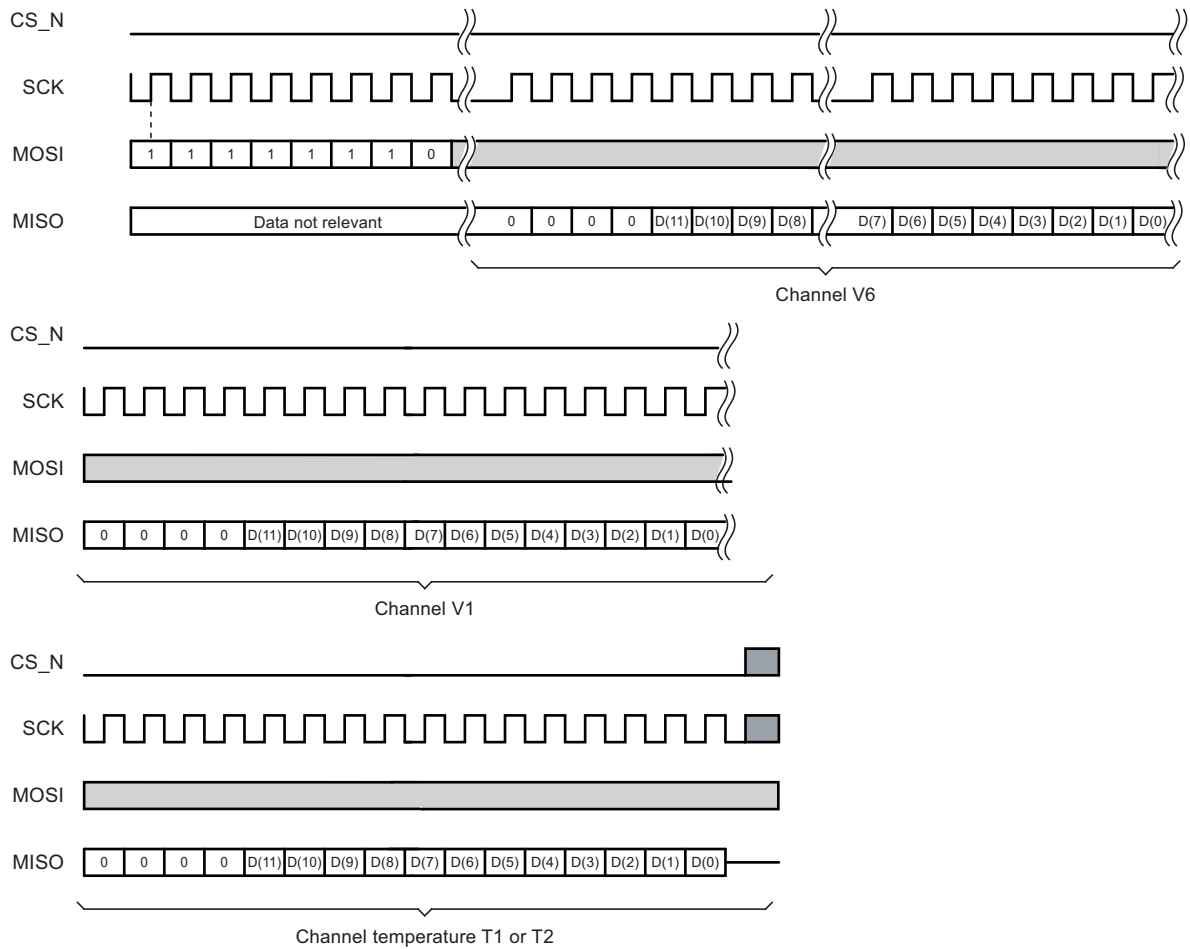 CS_N
SCK
MOSI 1 1 1 1 1 1 1 0
MISO Data not relevant 0 0 0 0 D(11) D(10) D(9) D(8) D(7) D(6) D(5) D(4) D(3) D(2) D(1) D(0)
Channel V6
CS_N
SCK
MOSI
MISO 0 0 0 0 D(11) D(10) D(9) D(8) D(7) D(6) D(5) D(4) D(3) D(2) D(1) D(0)
Channel V1
CS_N
SCK
MOSI
MISO 0 0 0 0 D(11) D(10) D(9) D(8) D(7) D(6) D(5) D(4) D(3) D(2) D(1) D(0)
Channel temperature T1 or T2